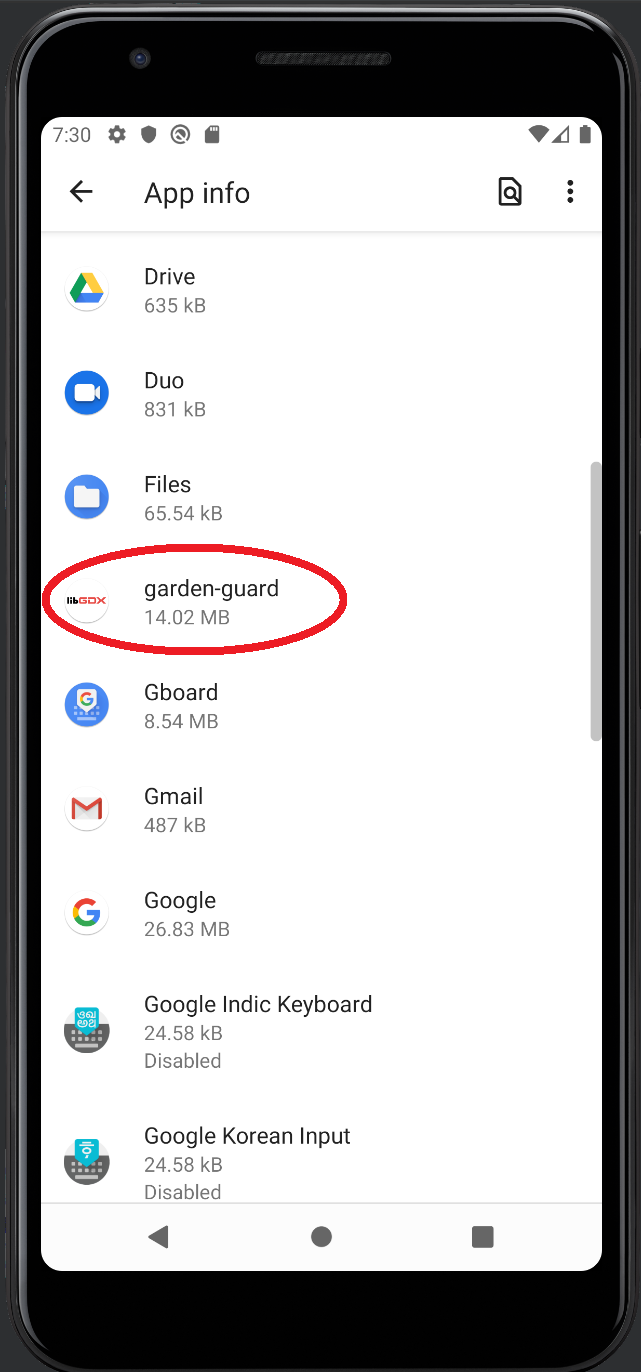 7:30
App info
Drive
635 kB
Duo
831 kB
Files
65.54 kB
libGDX
garden-guard
14.02 MB
Gboard
8.54 MB
Gmail
487 kB
Google
26.83 MB
Google Indic Keyboard
24.58 kB
Disabled
Google Korean Input
24.58 kB
Disabled